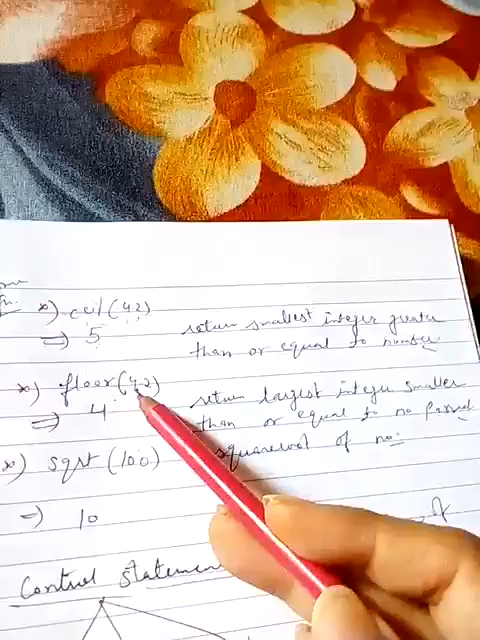 *) ceil(4.2) return smallest integer greater
=> 5 than or equal to number
*) floor(4.2) return largest integer smaller
=> 4 than or equal to no passed
*) sqrt(100) squareroot of no:
=> 10
Control Statemen